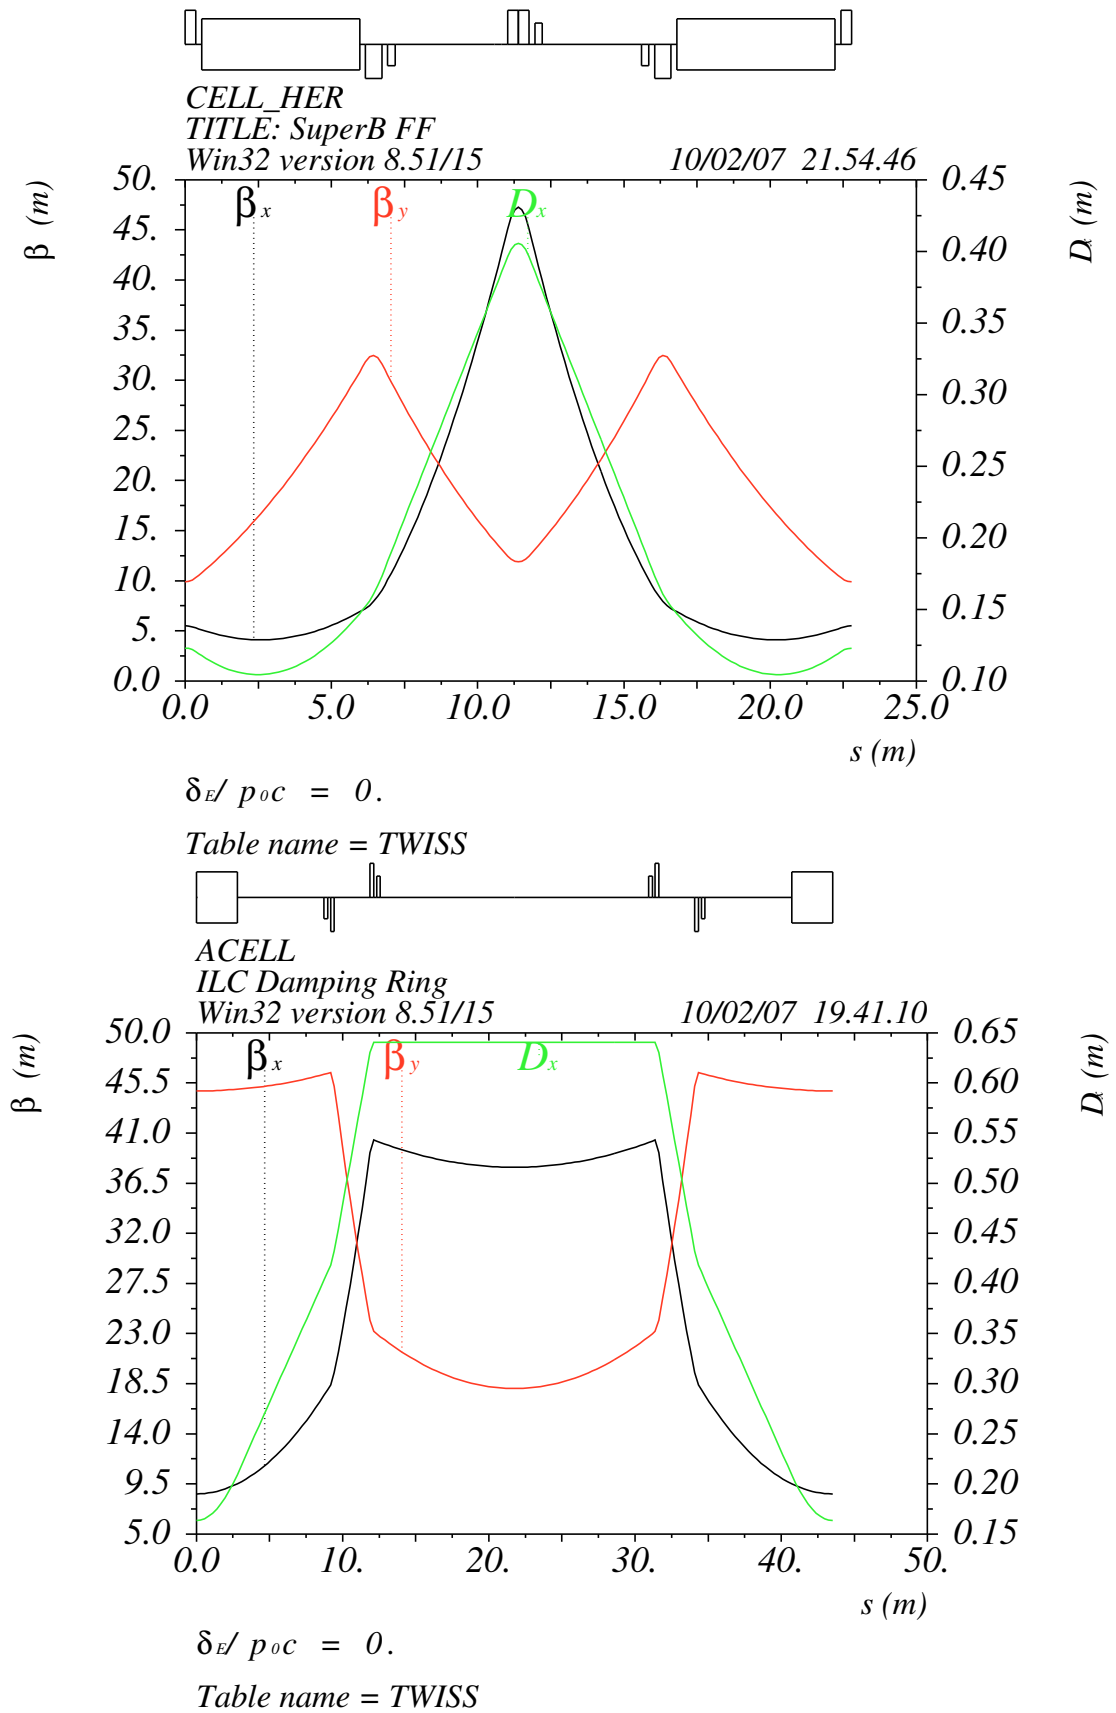 CELL_HER
TITLE: SuperB FF
Win32 version 8.51/15 10/02/07 21.54.46
β (m)
D x (m)
50.
45.
40.
35.
30.
25.
20.
15.
10.
5.
0.0
βx
βy
Dx
0.45
0.40
0.35
0.30
0.25
0.20
0.15
0.10
0.0 5.0 10.0 15.0 20.0 25.0
s (m)
δE/ p0c = 0.
Table name = TWISS
ACELL
ILC Damping Ring
Win32 version 8.51/15 10/02/07 19.41.10
β (m)
D x (m)
50.0
45.5
41.0
36.5
32.0
27.5
23.0
18.5
14.0
9.5
5.0
βx
βy
Dx
0.65
0.60
0.55
0.50
0.45
0.40
0.35
0.30
0.25
0.20
0.15
0.0 10. 20. 30. 40. 50.
s (m)
δE/ p0c = 0.
Table name = TWISS